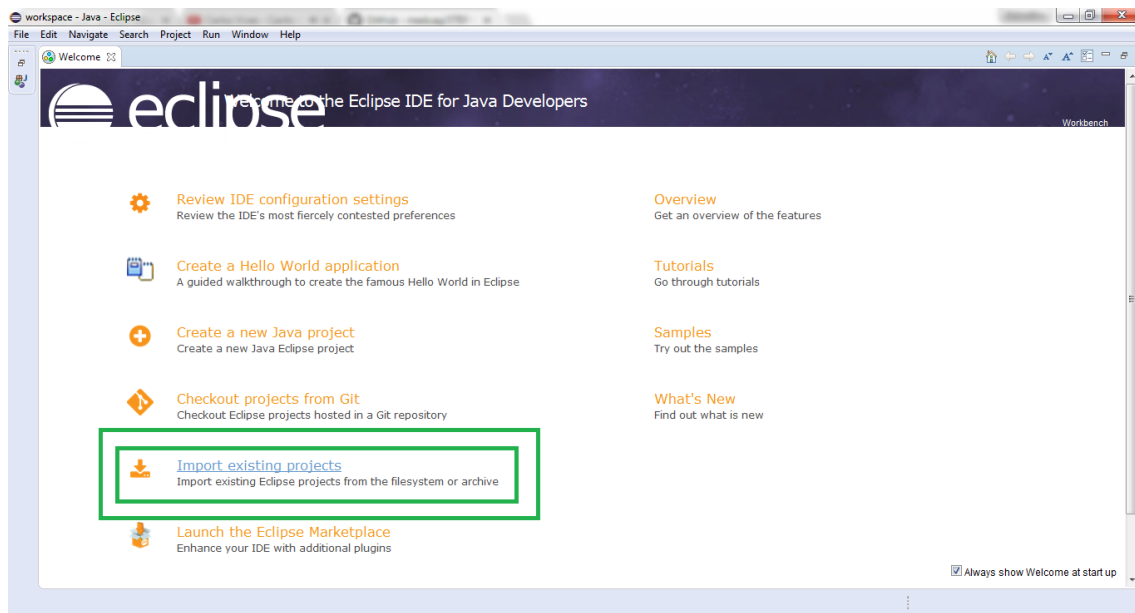 workspace - Java - Eclipse
File Edit Navigate Search Project Run Window Help
Welcome
eclipse
Welcome to the Eclipse IDE for Java Developers
Workbench
Review IDE configuration settings
Review the IDE's most fiercely contested preferences
Create a Hello World application
A guided walkthrough to create the famous Hello World in Eclipse
Create a new Java project
Create a new Java Eclipse project
Checkout projects from Git
Checkout Eclipse projects hosted in a Git repository
Import existing projects
Import existing Eclipse projects from the filesystem or archive
Launch the Eclipse Marketplace
Enhance your IDE with additional plugins
Overview
Get an overview of the features
Tutorials
Go through tutorials
Samples
Try out the samples
What's New
Find out what is new
Always show Welcome at start up